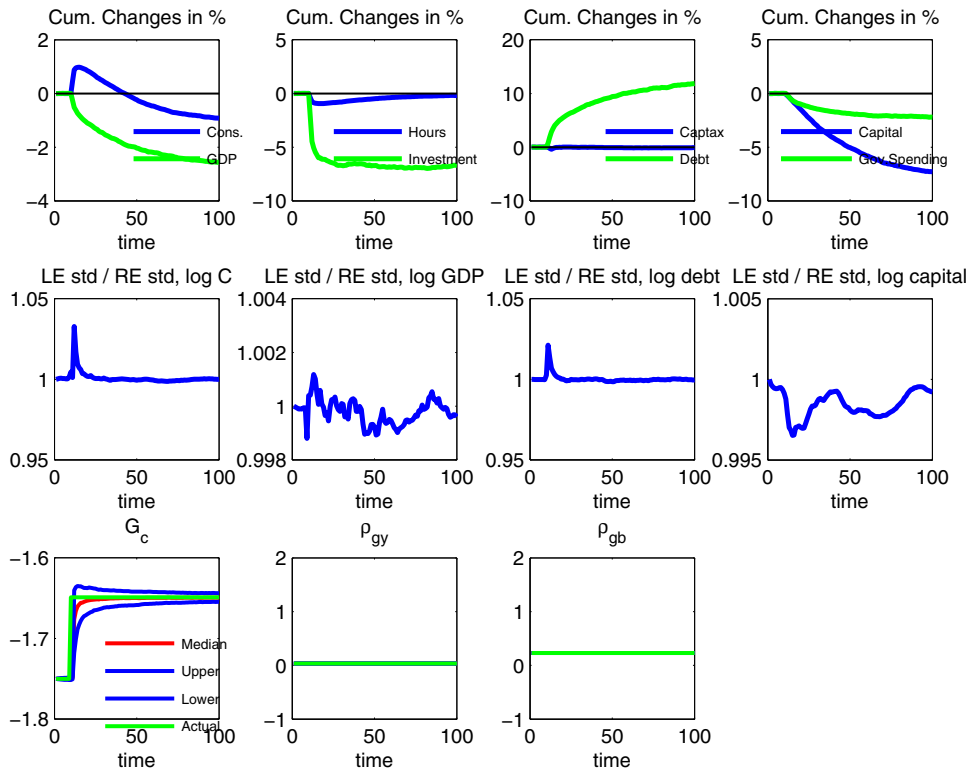 Cum. Changes in %
Cum. Changes in %
Cum. Changes in %
Cum. Changes in %
2
0
−2
−4
0
50
100
time
Cons.
GDP
5
0
−5
−10
0
50
100
time
Hours
Investment
20
10
0
−10
0
50
100
time
Captax
Debt
5
0
−5
−10
0
50
100
time
Capital
Gov Spending
LE std / RE std, log C
LE std / RE std, log GDP
LE std / RE std, log debt
LE std / RE std, log capital
1.05
1
0.95
0
50
100
time
1.004
1.002
1
0.998
0
50
100
time
1.05
1
0.95
0
50
100
time
1.005
1
0.995
0
50
100
time
G_c
ρ_gy
ρ_gb
−1.6
−1.7
−1.8
0
50
100
time
Median
Upper
Lower
Actual
2
1
0
−1
0
50
100
time
2
1
0
−1
0
50
100
time